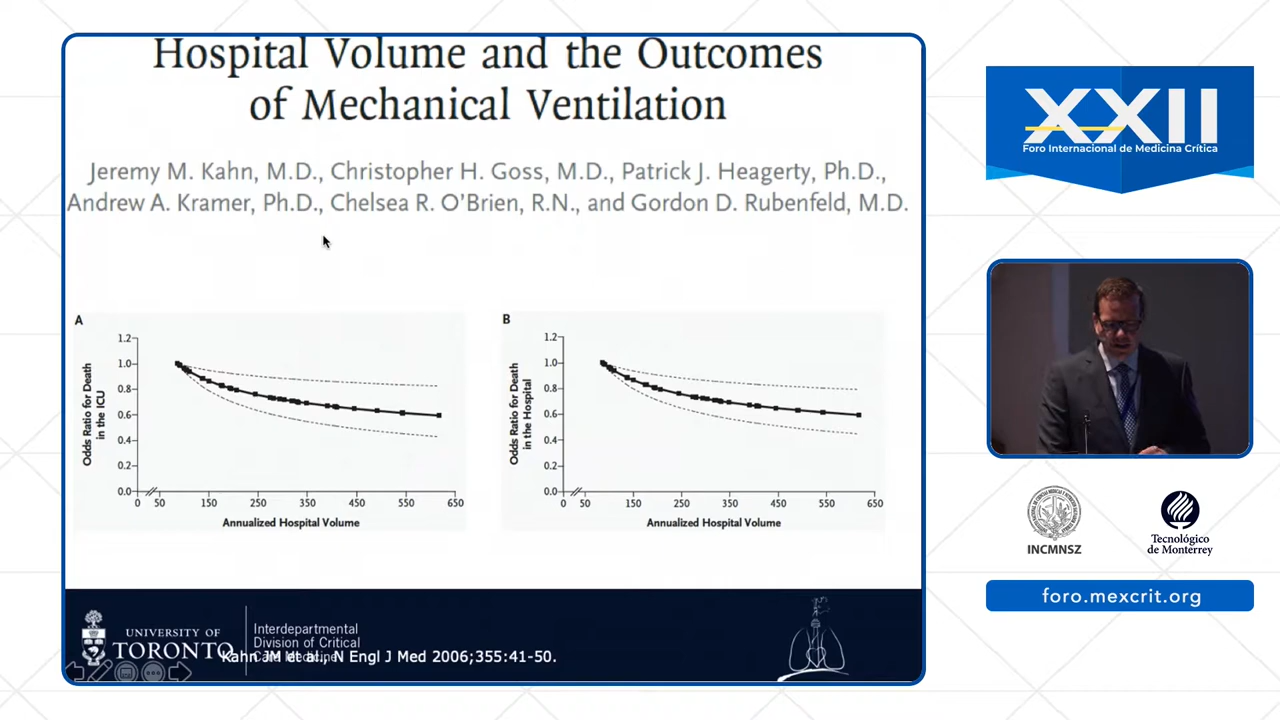 Hospital Volume and the Outcomes
of Mechanical Ventilation
Jeremy M. Kahn, M.D., Christopher H. Goss, M.D., Patrick J. Heagerty, Ph.D.,
Andrew A. Kramer, Ph.D., Chelsea R. O'Brien, R.N., and Gordon D. Rubenfeld, M.D.
A
Odds Ratio for Death
in the ICU
1.2
1.0
0.8
0.6
0.4
0.2
0.0
0 50 150 250 350 450 550 650
Annualized Hospital Volume
B
Odds Ratio for Death
in the Hospital
1.2
1.0
0.8
0.6
0.4
0.2
0.0
0 50 150 250 350 450 550 650
Annualized Hospital Volume
UNIVERSITY OF
TORONTO
Interdepartmental
Division of Critical
Care Medicine
Kahn JM et al., N Engl J Med 2006;355:41-50.
XXII
Foro Internacional de Medicina Crítica
INCMNSZ
Tecnológico
de Monterrey
foro.mexcrit.org